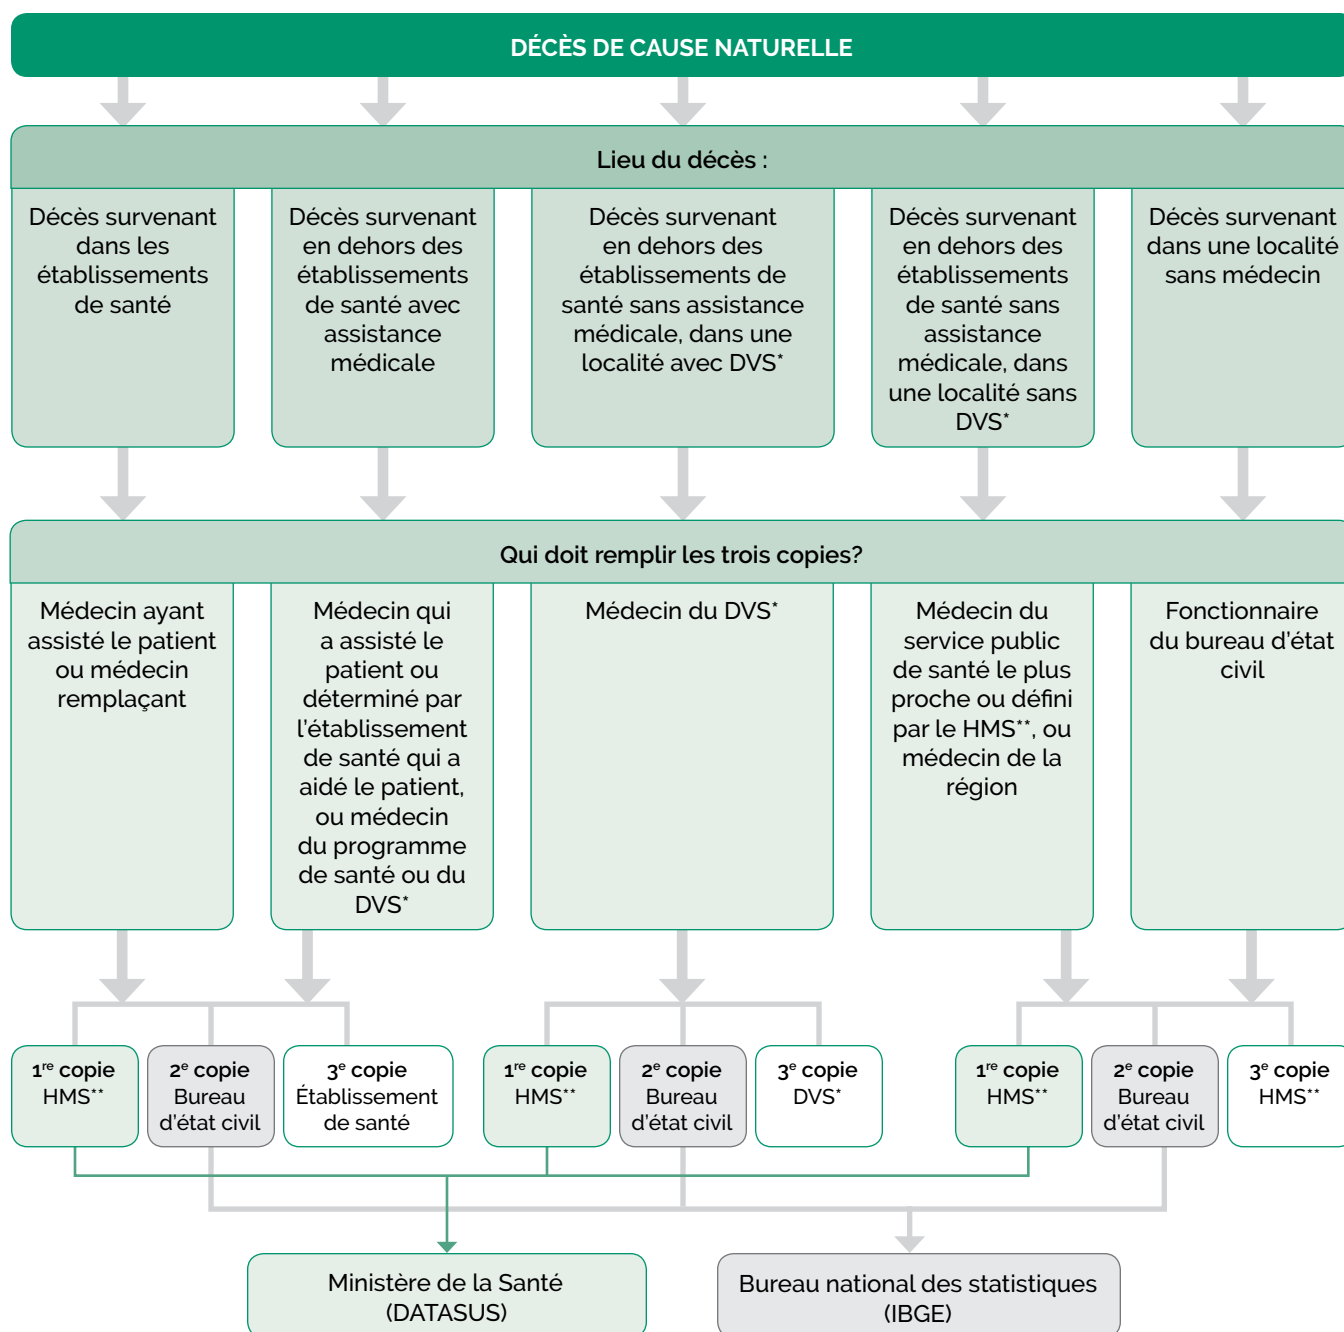 DÉCÈS DE CAUSE NATURELLE
Lieu du décès :
Décès survenant
dans les
établissements
de santé
Décès survenant
en dehors des
établissements
de santé avec
assistance
médicale
Décès survenant
en dehors des
établissements de
santé sans assistance
médicale, dans une
localité avec DVS*
Décès survenant
en dehors des
établissements
de santé sans
assistance
médicale, dans
une localité sans
DVS*
Décès survenant
dans une localité
sans médecin
Qui doit remplir les trois copies?
Médecin ayant
assisté le patient
ou médecin
remplaçant
Médecin qui
a assisté le
patient ou
déterminé par
l'établissement
de santé qui a
aidé le patient,
ou médecin
du programme
de santé ou du
DVS*
Médecin du DVS*
Médecin du
service public
de santé le plus
proche ou défini
par le HMS**, ou
médecin de la
région
Fonctionnaire
du bureau d'état
civil
1re copie
HMS**
2e copie
Bureau
d'état civil
3e copie
Établissement
de santé
1re copie
HMS**
2e copie
Bureau
d'état civil
3e copie
DVS*
1re copie
HMS**
2e copie
Bureau
d'état civil
3e copie
HMS**
Ministère de la Santé
(DATASUS)
Bureau national des statistiques
(IBGE)